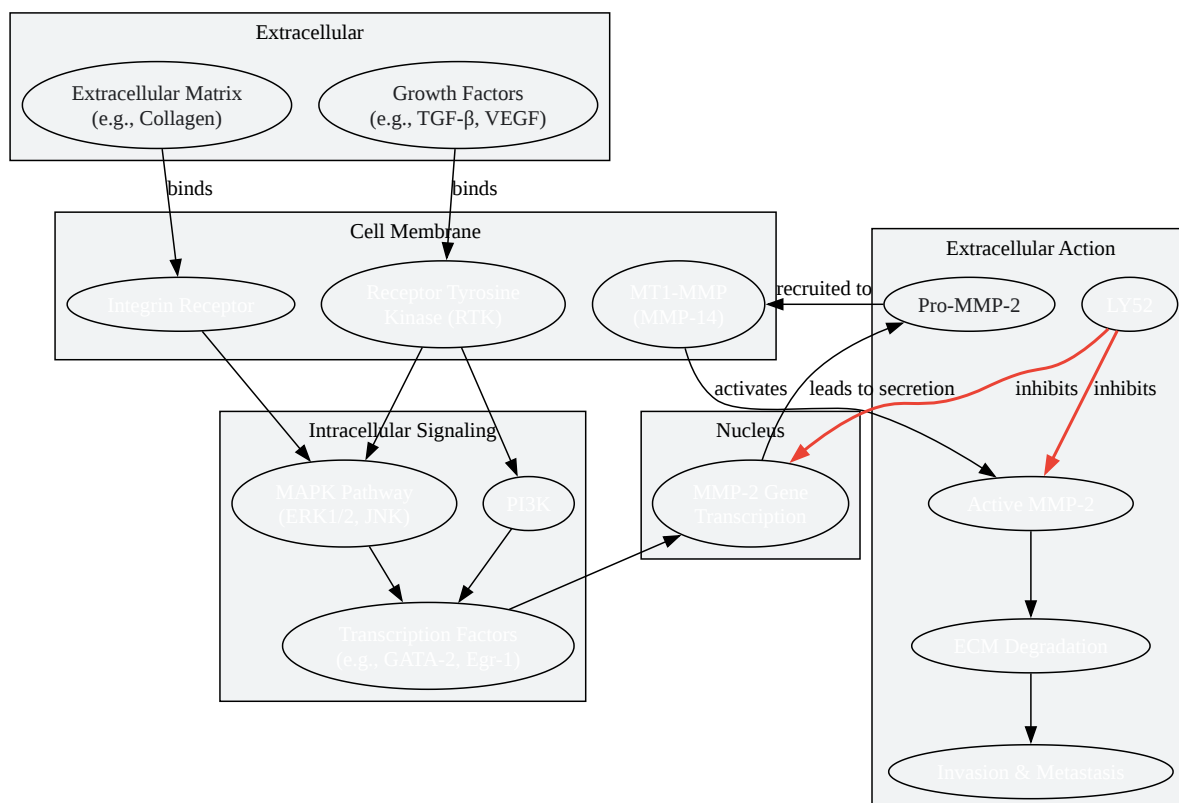 Extracellular
Extracellular Matrix
(e.g., Collagen)
Growth Factors
(e.g., TGF-β, VEGF)
binds
binds
Cell Membrane
Integrin Receptor
Receptor Tyrosine
Kinase (RTK)
MT1-MMP
(MMP-14)
recruited to
Extracellular Action
Pro-MMP-2
LY52
activates
leads to secretion
inhibits
inhibits
Intracellular Signaling
MAPK Pathway
(ERK1/2, JNK)
PI3K
Nucleus
MMP-2 Gene
Transcription
Active MMP-2
Transcription Factors
(e.g., GATA-2, Egr-1)
ECM Degradation
Invasion & Metastasis